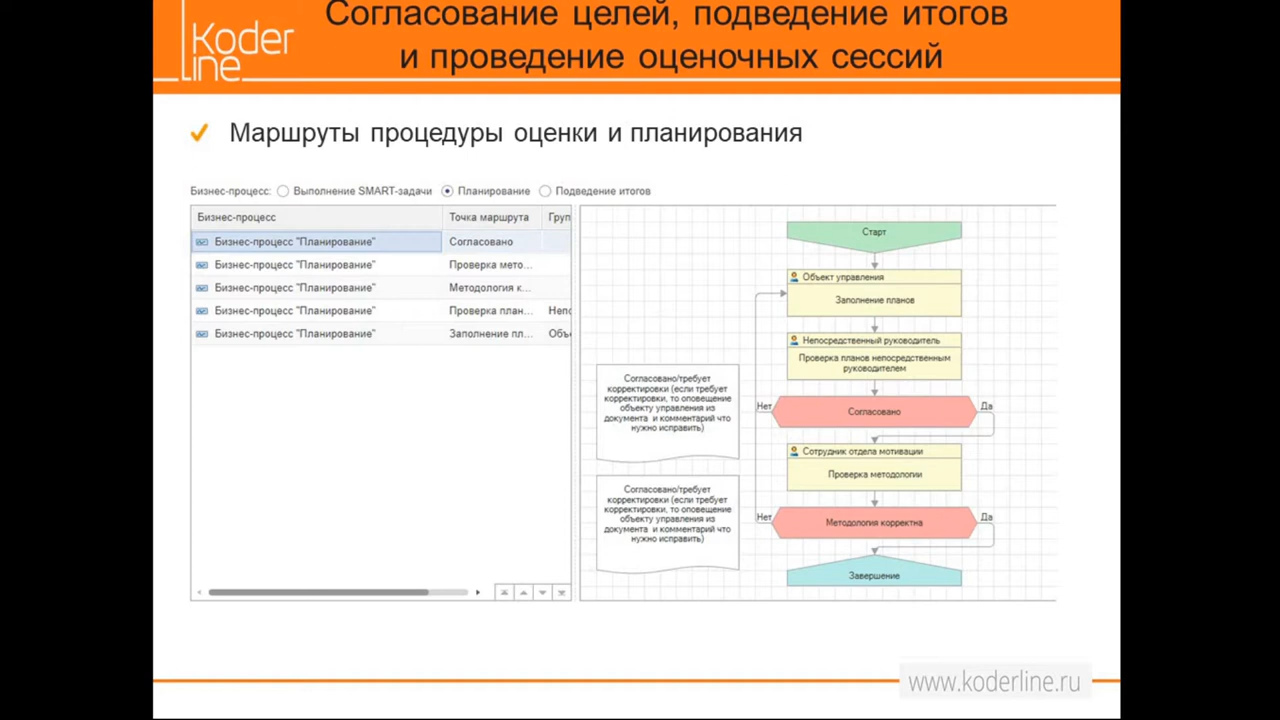 Koder
line
Согласование целей, подведение итогов
и проведение оценочных сессий
Маршруты процедуры оценки и планирования
Бизнес-процесс: Выполнение SMART-задачи Планирование Подведение итогов
Бизнес-процесс Точка маршрута Груп
Бизнес-процесс "Планирование" Согласовано
Бизнес-процесс "Планирование" Проверка мето...
Бизнес-процесс "Планирование" Методология к...
Бизнес-процесс "Планирование" Проверка план... Непо
Бизнес-процесс "Планирование" Заполнение пл... Объе
Старт
Объект управления
Заполнение планов
Непосредственный руководитель
Проверка планов непосредственным
руководителем
Согласовано/требует
корректировки (если требует
корректировки, то оповещение
объекту управления из
документа и комментарий что
нужно исправить)
Нет Согласовано Да
Сотрудник отдела мотивации
Проверка методологии
Согласовано/требует
корректировки (если требует
корректировки, то оповещение
объекту управления из
документа и комментарий что
нужно исправить)
Нет Методология корректна Да
Завершение
www.koderline.ru